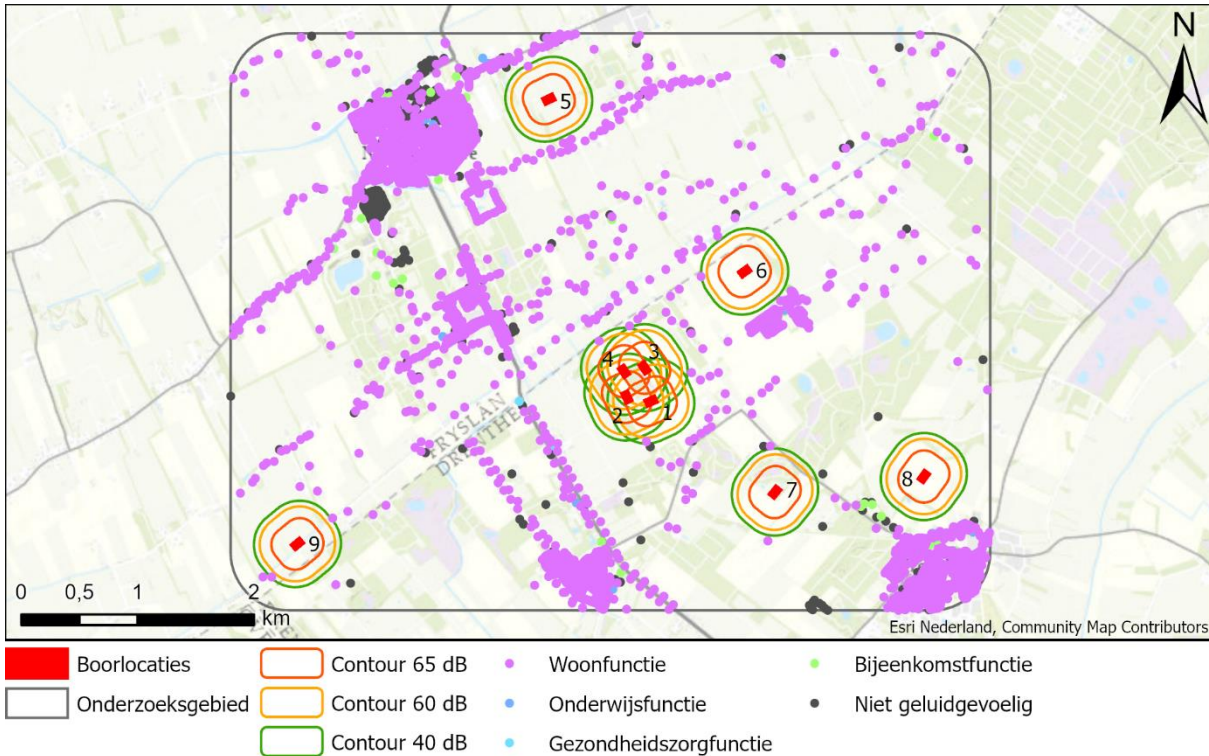 N
5
6
3
4
2
1
FRYSLAN
DRENTHE
7
8
9
0 0,5 1 2
km
Esri Nederland, Community Map Contributors
Boorlocaties
Onderzoeksgebied
Contour 65 dB
Contour 60 dB
Contour 40 dB
Woonfunctie
Onderwijsfunctie
Gezondheidszorgfunctie
Bijeenkomstfunctie
Niet geluidgevoelig